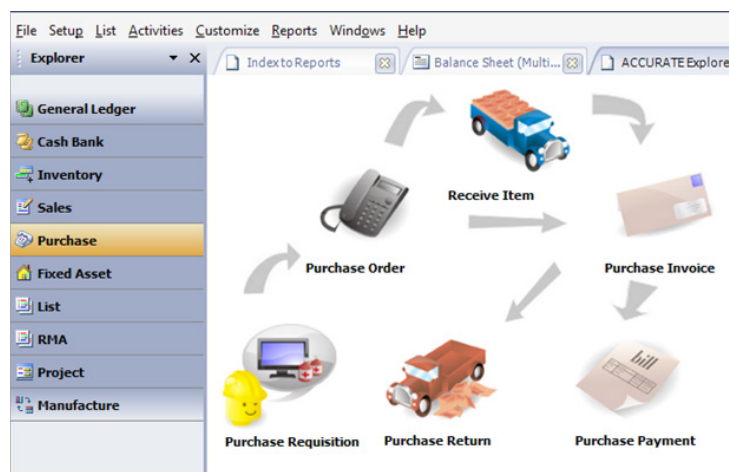 File Setup List Activities Customize Reports Windows Help
Explorer
Index to Reports
Balance Sheet (Multi...
ACCURATE Explore
General Ledger
Cash Bank
Inventory
Sales
Purchase
Fixed Asset
List
RMA
Project
Manufacture
Receive Item
Purchase Order
Purchase Invoice
bill
Purchase Requisition
Purchase Return
Purchase Payment